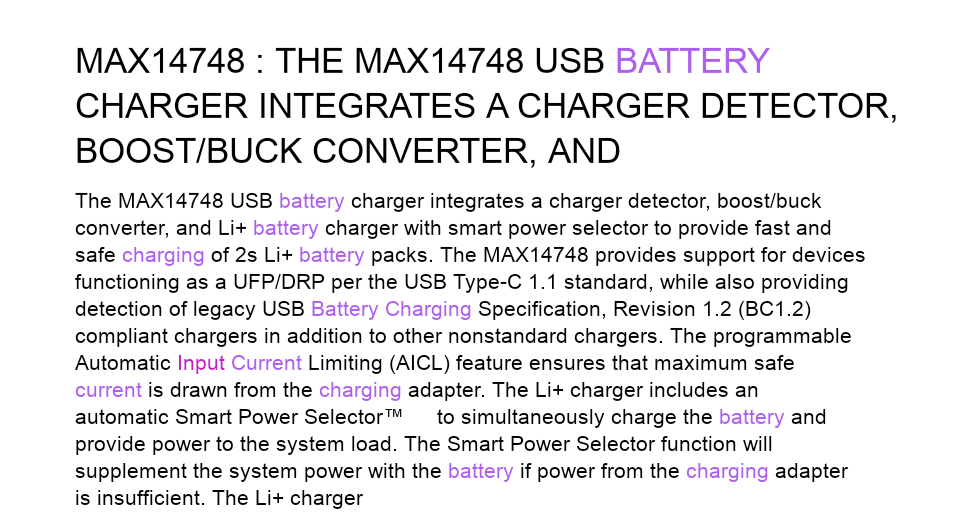 MAX14748 : THE MAX14748 USB BATTERY
CHARGER INTEGRATES A CHARGER DETECTOR,
BOOST/BUCK CONVERTER, AND
The MAX14748 USB battery charger integrates a charger detector, boost/buck
converter, and Li+ battery charger with smart power selector to provide fast and
safe charging of 2s Li+ battery packs. The MAX14748 provides support for devices
functioning as a UFP/DRP per the USB Type-C 1.1 standard, while also providing
detection of legacy USB Battery Charging Specification, Revision 1.2 (BC1.2)
compliant chargers in addition to other nonstandard chargers. The programmable
Automatic Input Current Limiting (AICL) feature ensures that maximum safe
current is drawn from the charging adapter. The Li+ charger includes an
automatic Smart Power Selector™ to simultaneously charge the battery and
provide power to the system load. The Smart Power Selector function will
supplement the system power with the battery if power from the charging adapter
is insufficient. The Li+ charger